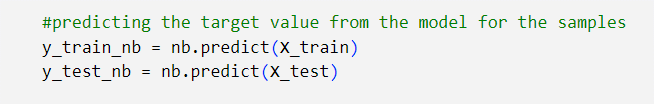 #predicting the target value from the model for the samples
y_train_nb = nb.predict(X_train)
y_test_nb = nb.predict(X_test)